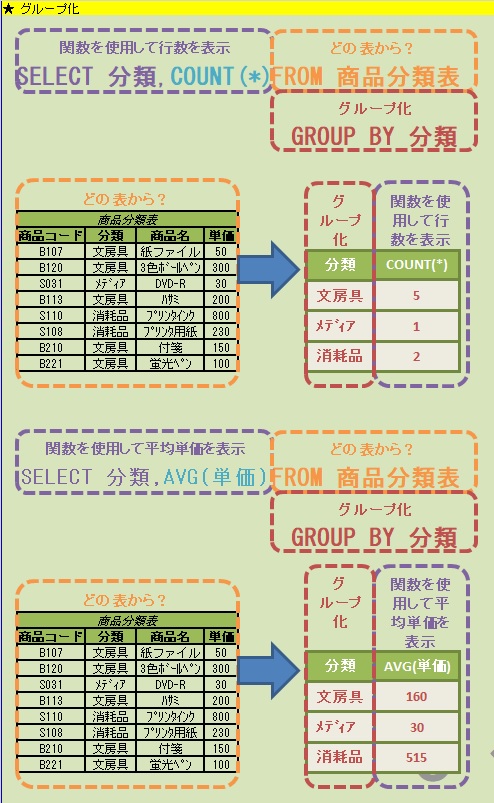 ★ グループ化
関数を使用して行数を表示
どの表から？
SELECT 分類,COUNT(*)FROM 商品分類表
グループ化
GROUP BY 分類
どの表から？
商品分類表
商品コード 分類 商品名 単価
B107 文房具 紙ファイル 50
B120 文房具 3色ﾎﾞｰﾙﾍﾟﾝ 300
S031 ﾒﾃﾞｨｱ DVD-R 30
B113 文房具 ﾊｻﾐ 200
S110 消耗品 ﾌﾟﾘﾝﾀｲﾝｸ 800
S108 消耗品 ﾌﾟﾘﾝﾀ用紙 230
B210 文房具 付箋 150
B221 文房具 蛍光ﾍﾟﾝ 100
グ
ループ
化
関数を使
用して行
数を表示
分類 COUNT(*)
文房具 5
ﾒﾃﾞｨｱ 1
消耗品 2
関数を使用して平均単価を表示
どの表から？
SELECT 分類,AVG(単価)FROM 商品分類表
グループ化
GROUP BY 分類
どの表から？
商品分類表
商品コード 分類 商品名 単価
B107 文房具 紙ファイル 50
B120 文房具 3色ﾎﾞｰﾙﾍﾟﾝ 300
S031 ﾒﾃﾞｨｱ DVD-R 30
B113 文房具 ﾊｻﾐ 200
S110 消耗品 ﾌﾟﾘﾝﾀｲﾝｸ 800
S108 消耗品 ﾌﾟﾘﾝﾀ用紙 230
B210 文房具 付箋 150
B221 文房具 蛍光ﾍﾟﾝ 100
グ
ループ
化
関数を使
用して平
均単価を
表示
分類 AVG(単価)
文房具 160
ﾒﾃﾞｨｱ 30
消耗品 515